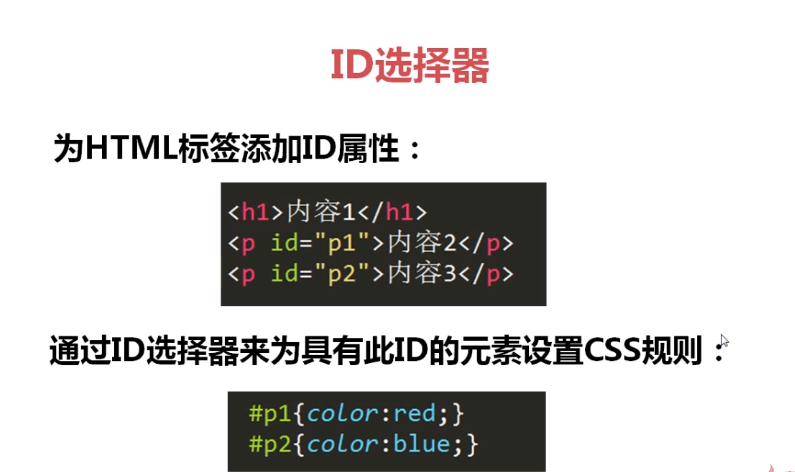 ID选择器
为HTML标签添加ID属性：
<h1>内容1</h1>
<p id="p1">内容2</p>
<p id="p2">内容3</p>
通过ID选择器来为具有此ID的元素设置CSS规则：
#p1{color:red;}
#p2{color:blue;}